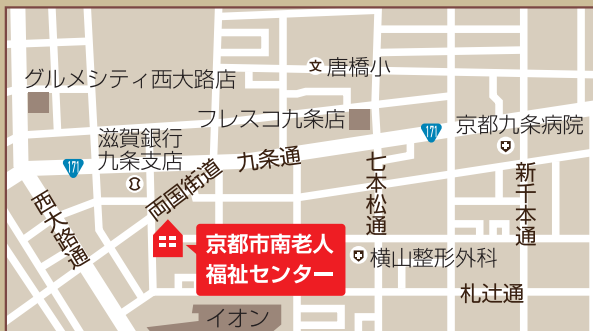 唐橋小
グルメシティ西大路店
フレスコ九条店
171
京都九条病院
滋賀銀行
九条支店
171
九条通
両国街道
七本松通
新千本通
西大路通
京都市南老人
福祉センター
横山整形外科
札辻通
イオン